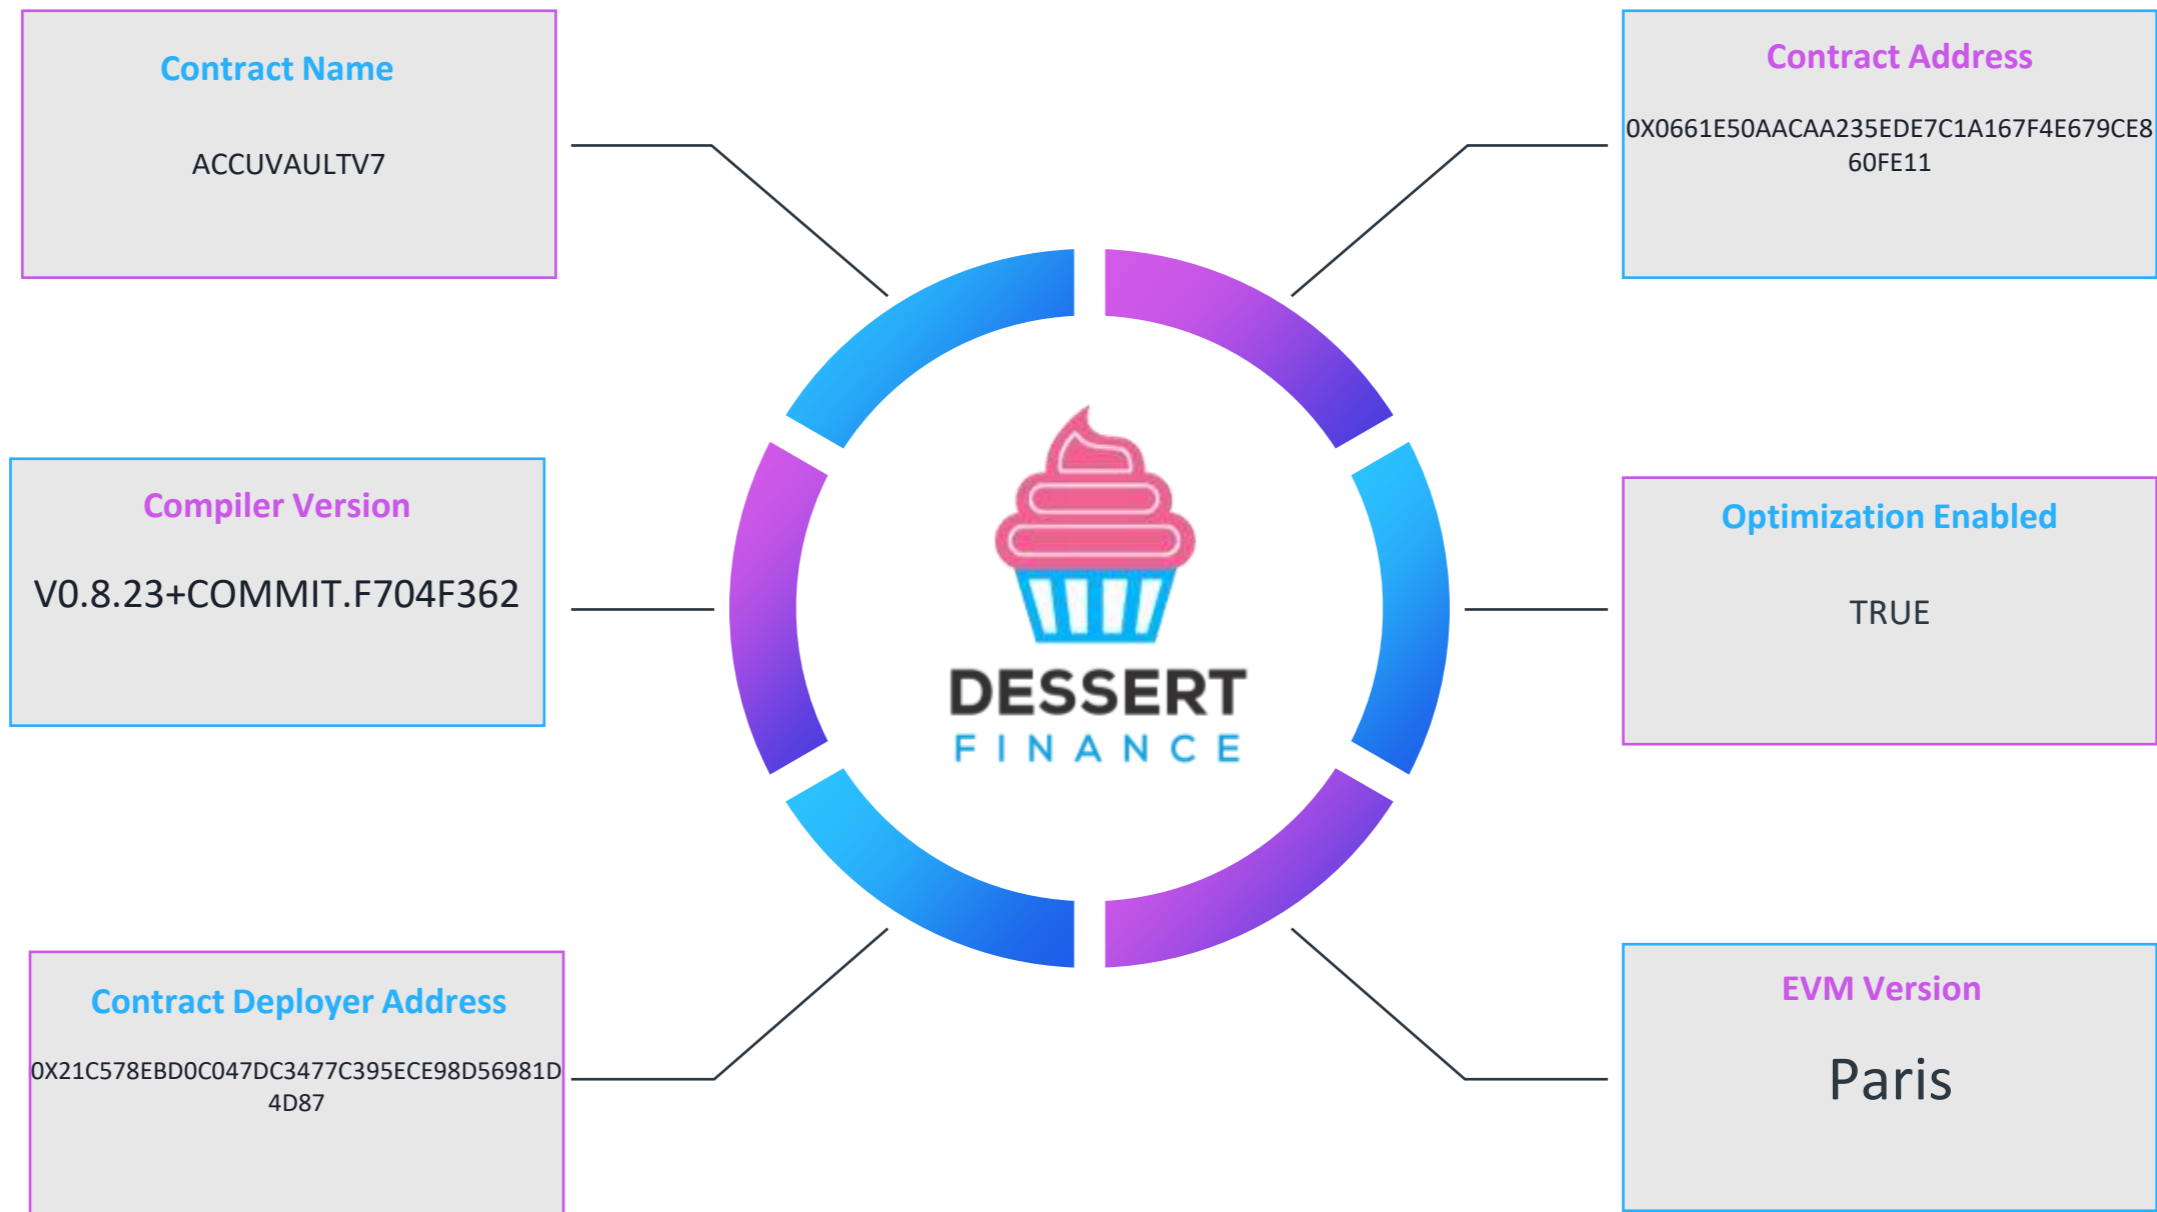 Contract Name
ACCUVAULTV7
Contract Address
0X0661E50AACAA235EDE7C1A167F4E679CE8
60FE11
Compiler Version
V0.8.23+COMMIT.F704F362
DESSERT
FINANCE
Optimization Enabled
TRUE
Contract Deployer Address
0X21C578EBD0C047DC3477C395ECE98D56981D
4D87
EVM Version
Paris